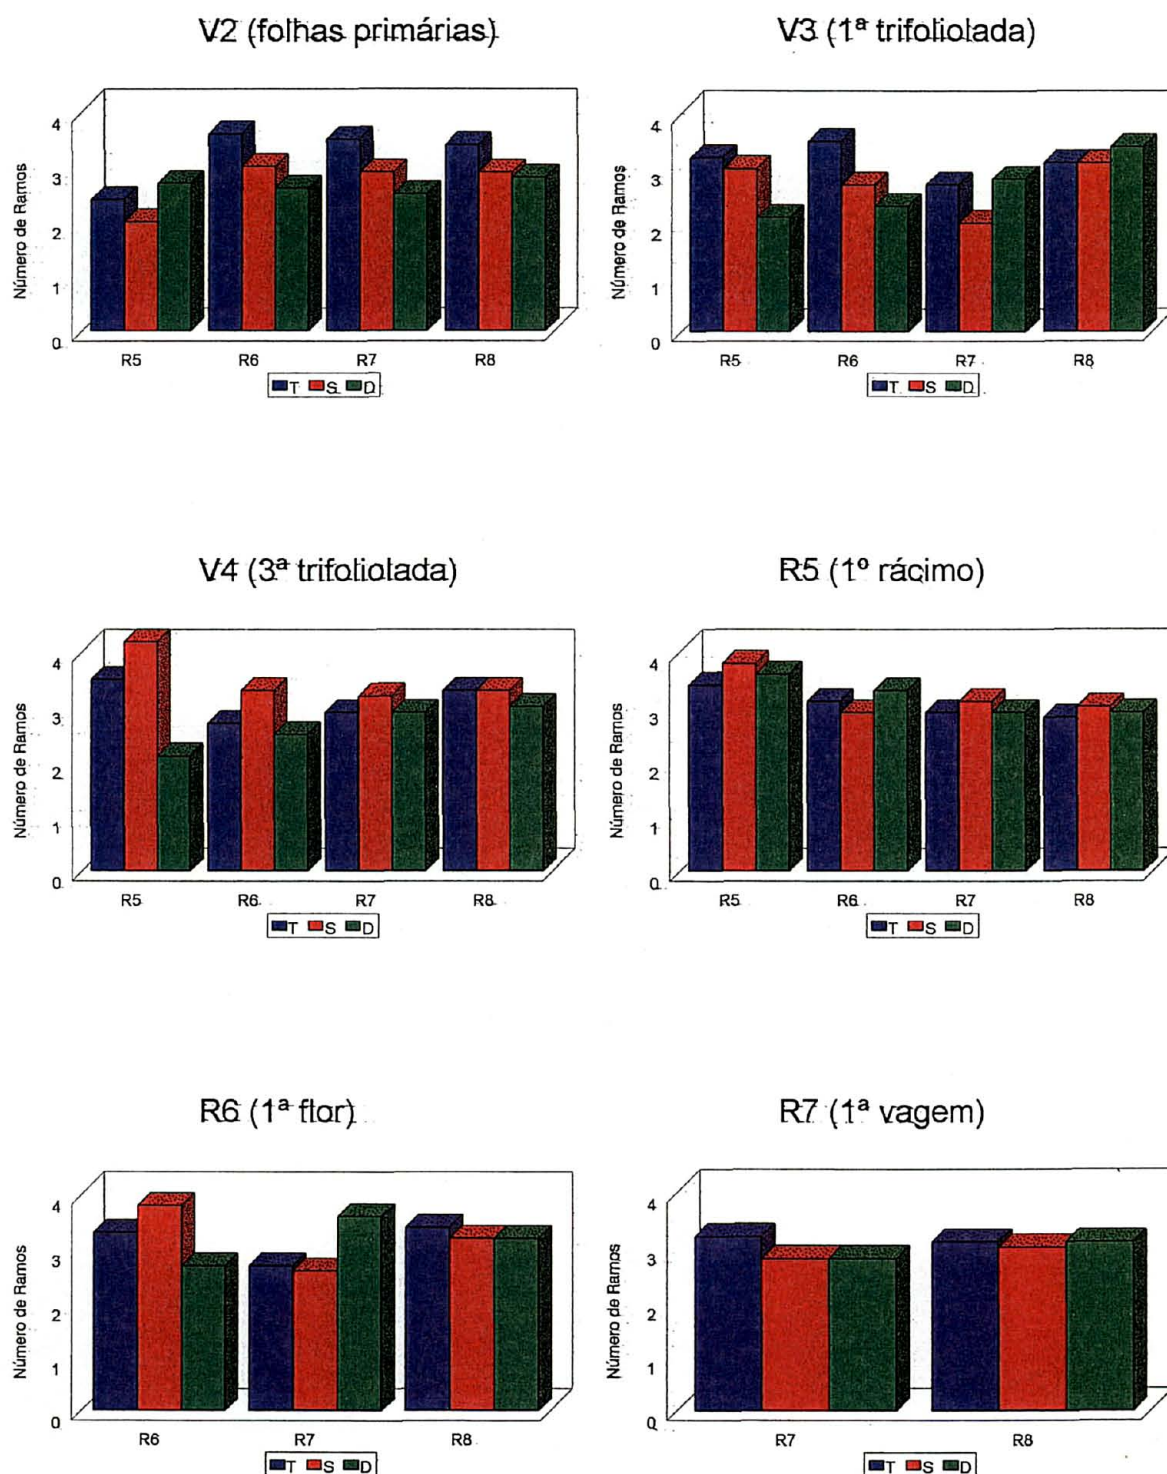 V2 (folhas primárias)
Número de Ramos
4
3
2
1
0
R5 R6 R7 R8
T S D
V3 (1ª trifoliolada)
Número de Ramos
4
3
2
1
0
R5 R6 R7 R8
T S D
V4 (3ª trifoliolada)
Número de Ramos
4
3
2
1
0
R5 R6 R7 R8
T S D
R5 (1º rácimo)
Número de Ramos
4
3
2
1
0
R5 R6 R7 R8
T S D
R6 (1ª flor)
Número de Ramos
4
3
2
1
0
R6 R7 R8
T S D
R7 (1ª vagem)
Número de Ramos
4
3
2
1
0
R7 R8
T S D